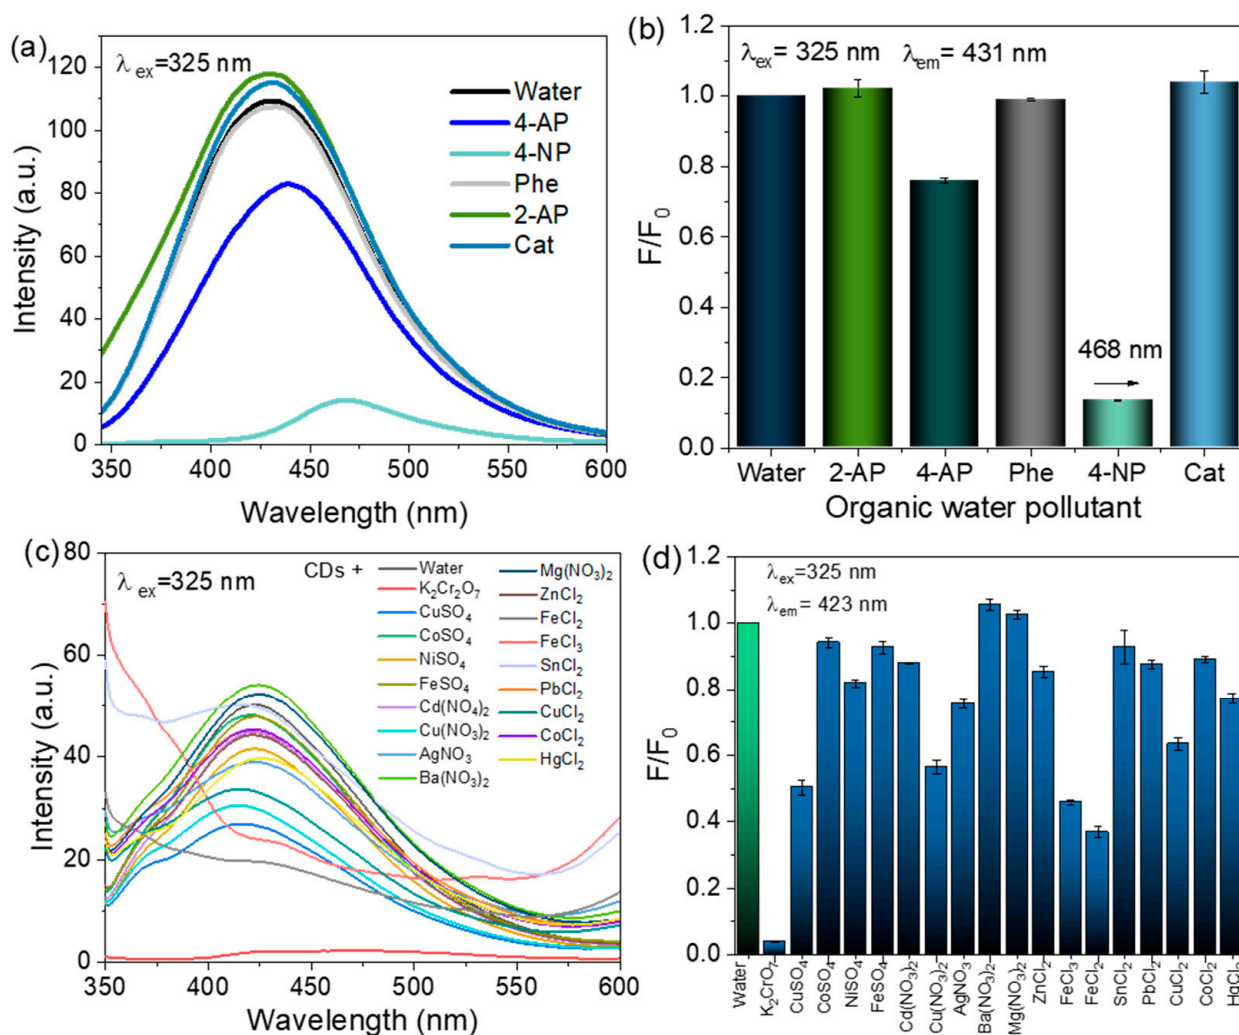 (a)
λ ex =325 nm
Water
4-AP
4-NP
Phe
2-AP
Cat
120
100
80
60
40
20
0
Intensity (a.u.)
350 400 450 500 550 600
Wavelength (nm)
(b)
λex= 325 nm λem= 431 nm
1.2
1.0
0.8
0.6
0.4
0.2
0.0
F/F0
468 nm
Water 2-AP 4-AP Phe 4-NP Cat
Organic water pollutant
(c)
λ ex=325 nm
CDs +
Water
K2Cr2O7
CuSO4
CoSO4
NiSO4
FeSO4
Cd(NO4)2
Cu(NO3)2
AgNO3
Ba(NO3)2
Mg(NO3)2
ZnCl2
FeCl2
FeCl3
SnCl2
PbCl2
CuCl2
CoCl2
HgCl2
80
60
40
20
0
Intensity (a.u.)
350 400 450 500 550 600
Wavelength (nm)
(d)
λex=325 nm
λem= 423 nm
1.2
1.0
0.8
0.6
0.4
0.2
0.0
F/F0
Water
K2CrO7
CuSO4
CoSO4
NiSO4
FeSO4
Cd(NO3)2
Cu(NO3)2
AgNO3
Ba(NO3)2
Mg(NO3)2
ZnCl2
FeCl3
FeCl2
SnCl2
PbCl2
CuCl2
CoCl2
HgCl2